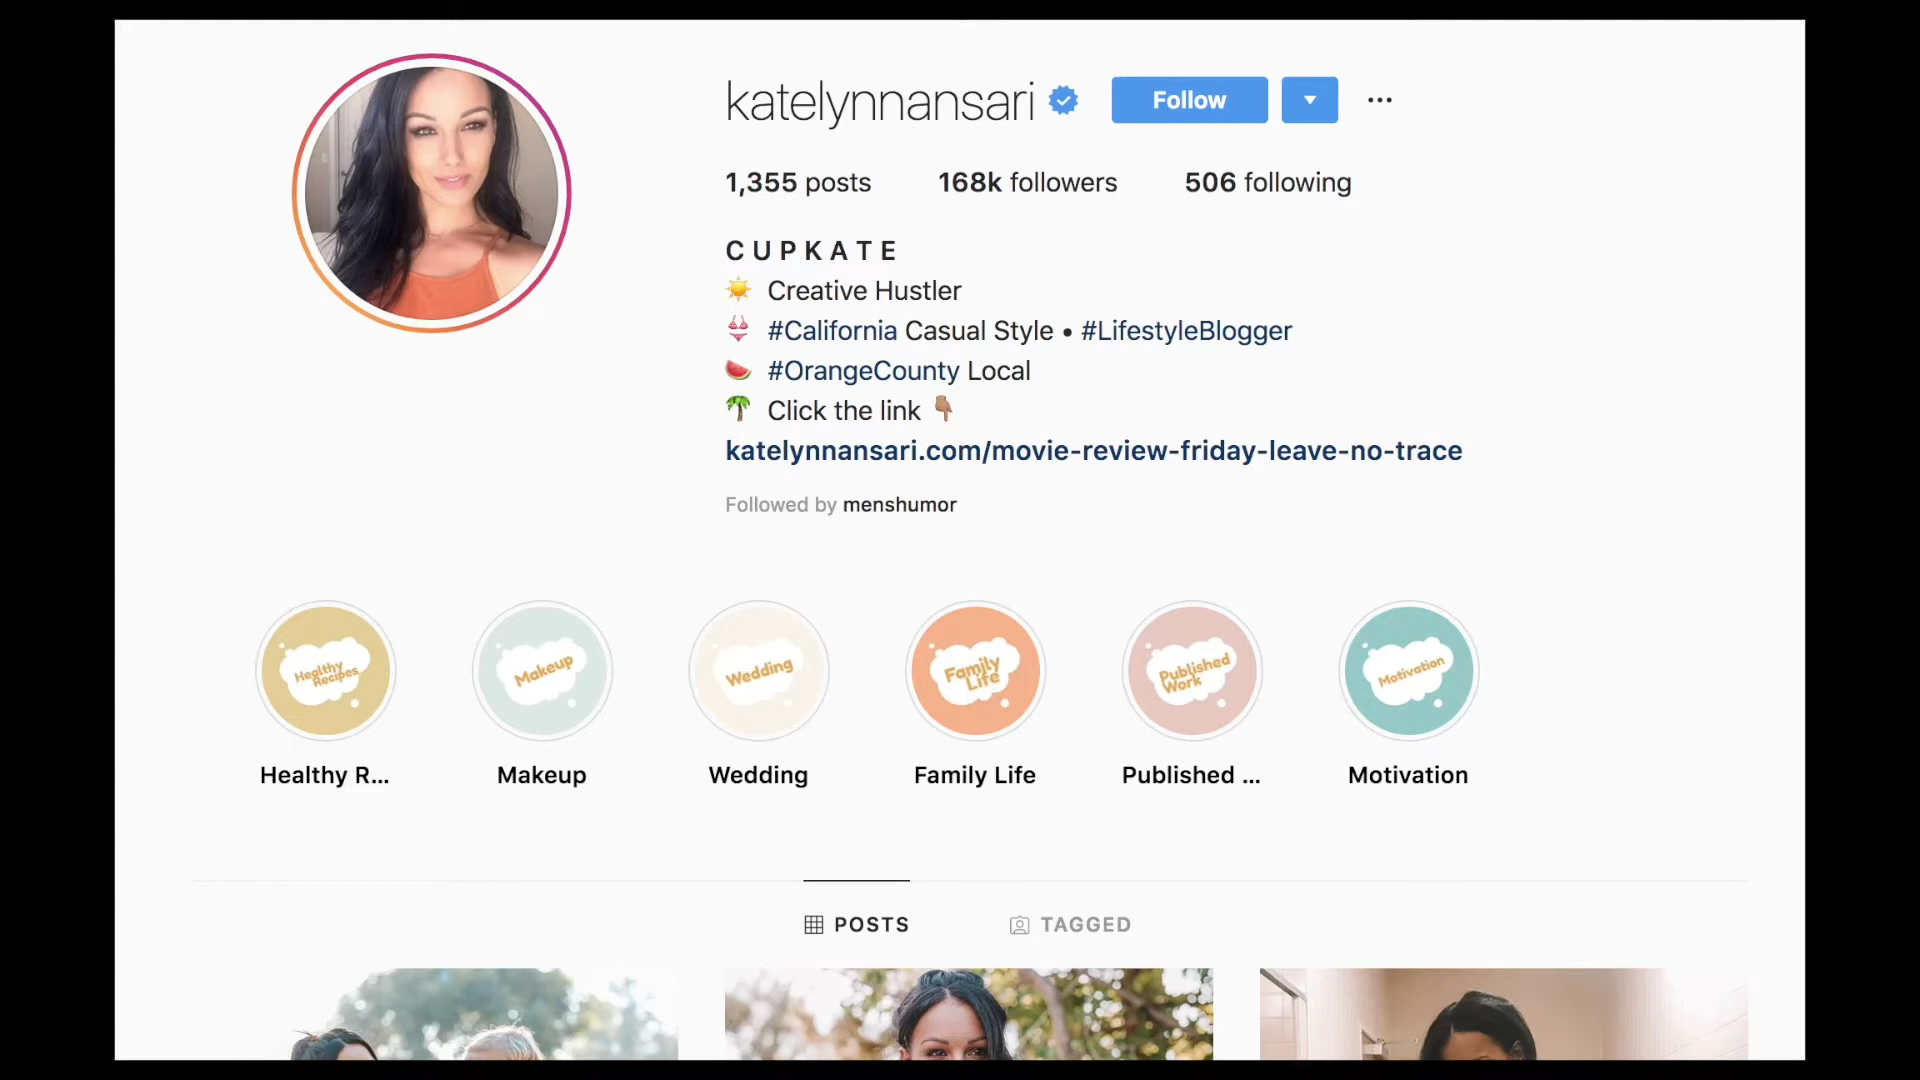 katelynnansari
Follow
1,355 posts
168k followers
506 following
C U P K A T E
☀️ Creative Hustler
👙 #California Casual Style • #LifestyleBlogger
🍉 #OrangeCounty Local
🌴 Click the link 👇🏽
katelynnansari.com/movie-review-friday-leave-no-trace
Followed by menshumor
Healthy
Recipes
Makeup
Wedding
Family
Life
Published
Work
Motivation
Healthy R...
Makeup
Wedding
Family Life
Published ...
Motivation
POSTS
TAGGED